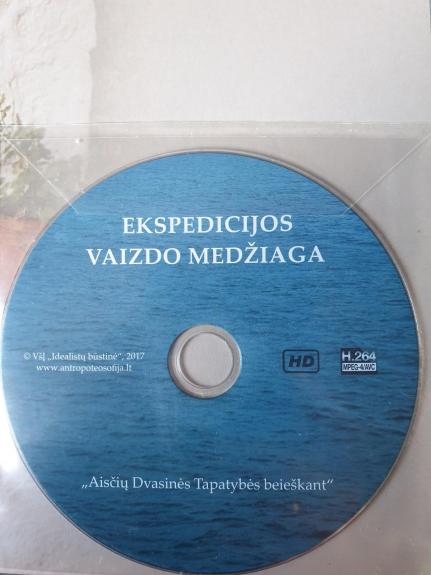 EKSPEDICIJOS
VAIZDO MEDŽIAGA
© VšĮ „Idealistų būstinė“, 2017
www.antropoteosofija.lt
HD
H.264
MPEG-4/AVC
„Aisčių Dvasinės Tapatybės beieškant“